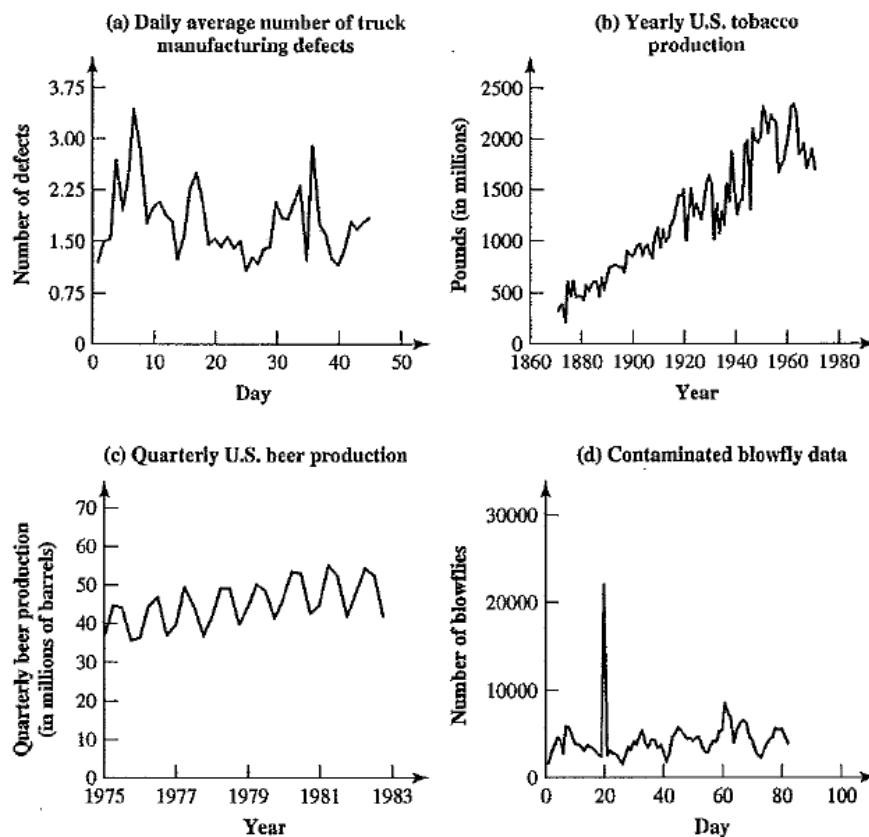 (a) Daily average number of truck
manufacturing defects
3.75
3.00
2.25
1.50
0.75
0
Number of defects
0 10 20 30 40 50
Day
(b) Yearly U.S. tobacco
production
2500
2000
1500
1000
500
0
Pounds (in millions)
1860 1880 1900 1920 1940 1960 1980
Year
(c) Quarterly U.S. beer production
70
60
50
40
30
20
10
0
Quarterly beer production
(in millions of barrels)
1975 1977 1979 1981 1983
Year
(d) Contaminated blowfly data
30000
20000
10000
0
Number of blowflies
0 20 40 60 80 100
Day